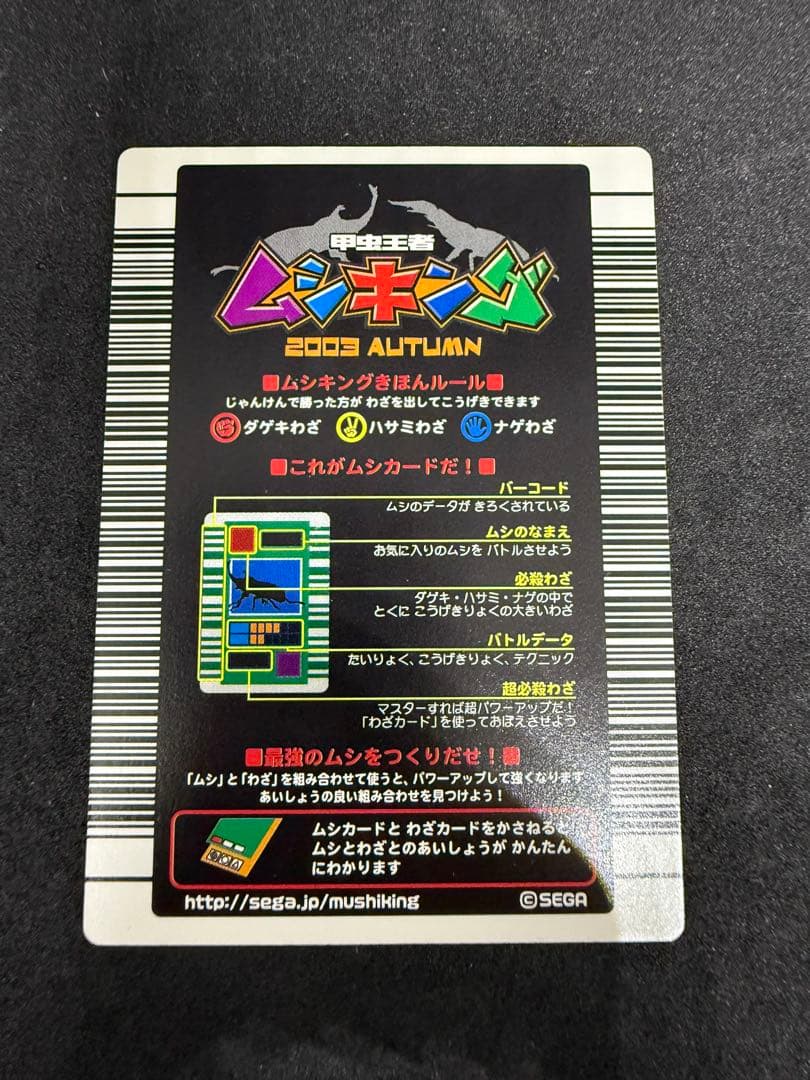 甲虫王者
ムシキング
2003 AUTUMN
■ムシキングきほんルール■
じゃんけんで勝った方が わざを出してこうげきできます
ダゲキわざ ハサミわざ ナゲわざ
■これがムシカードだ！■
バーコード
ムシのデータが きろくされている
ムシのなまえ
お気に入りのムシを バトルさせよう
必殺わざ
ダゲキ・ハサミ・ナゲの中で
とくに こうげきりょくの大きいわざ
バトルデータ
たいりょく、こうげきりょく、テクニック
超必殺わざ
マスターすれば超パワーアップだ！
「わざカード」を使っておぼえさせよう
■最強のムシをつくりだせ！■
「ムシ」と「わざ」を組み合わせて使うと、パワーアップして強くなります
あいしょうの良い組み合わせを見つけよう！
ムシカードと わざカードをかさねると
ムシとわざとのあいしょうが かんたん
にわかります
http://sega.jp/mushiking
©SEGA